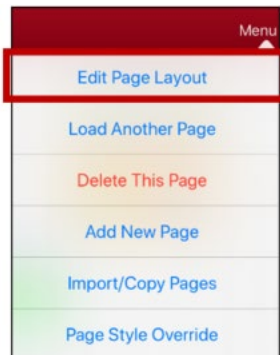 Menu
Edit Page Layout
Load Another Page
Delete This Page
Add New Page
Import/Copy Pages
Page Style Override